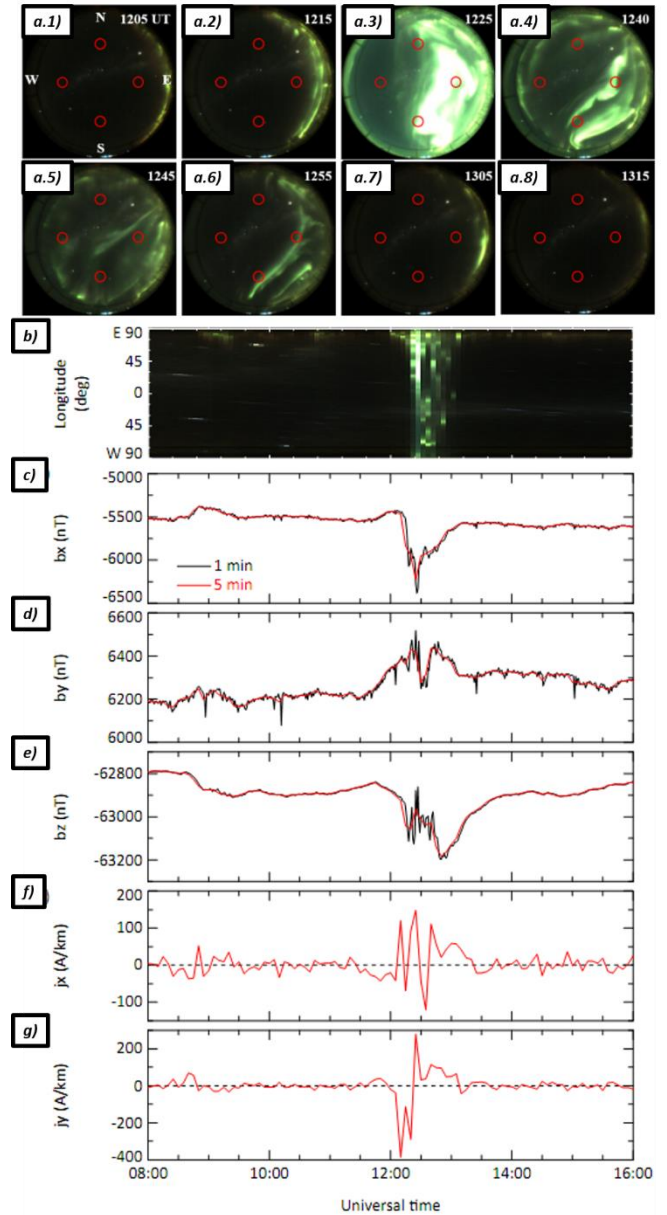 a.1) 1205 UT a.2) 1215 a.3) 1225 a.4) 1240
N
W E
S
a.5) 1245 a.6) 1255 a.7) 1305 a.8) 1315
b)
E 90
45
0
45
W 90
Longitude
(deg)
c)
-5000
-5500
-6000
-6500
bx (nT)
1 min
5 min
d)
6600
6400
6200
6000
by (nT)
e)
-62800
-63000
-63200
bz (nT)
f)
200
100
0
-100
jx (A/km)
g)
200
0
-200
-400
jy (A/km)
08:00 10:00 12:00 14:00 16:00
Universal time